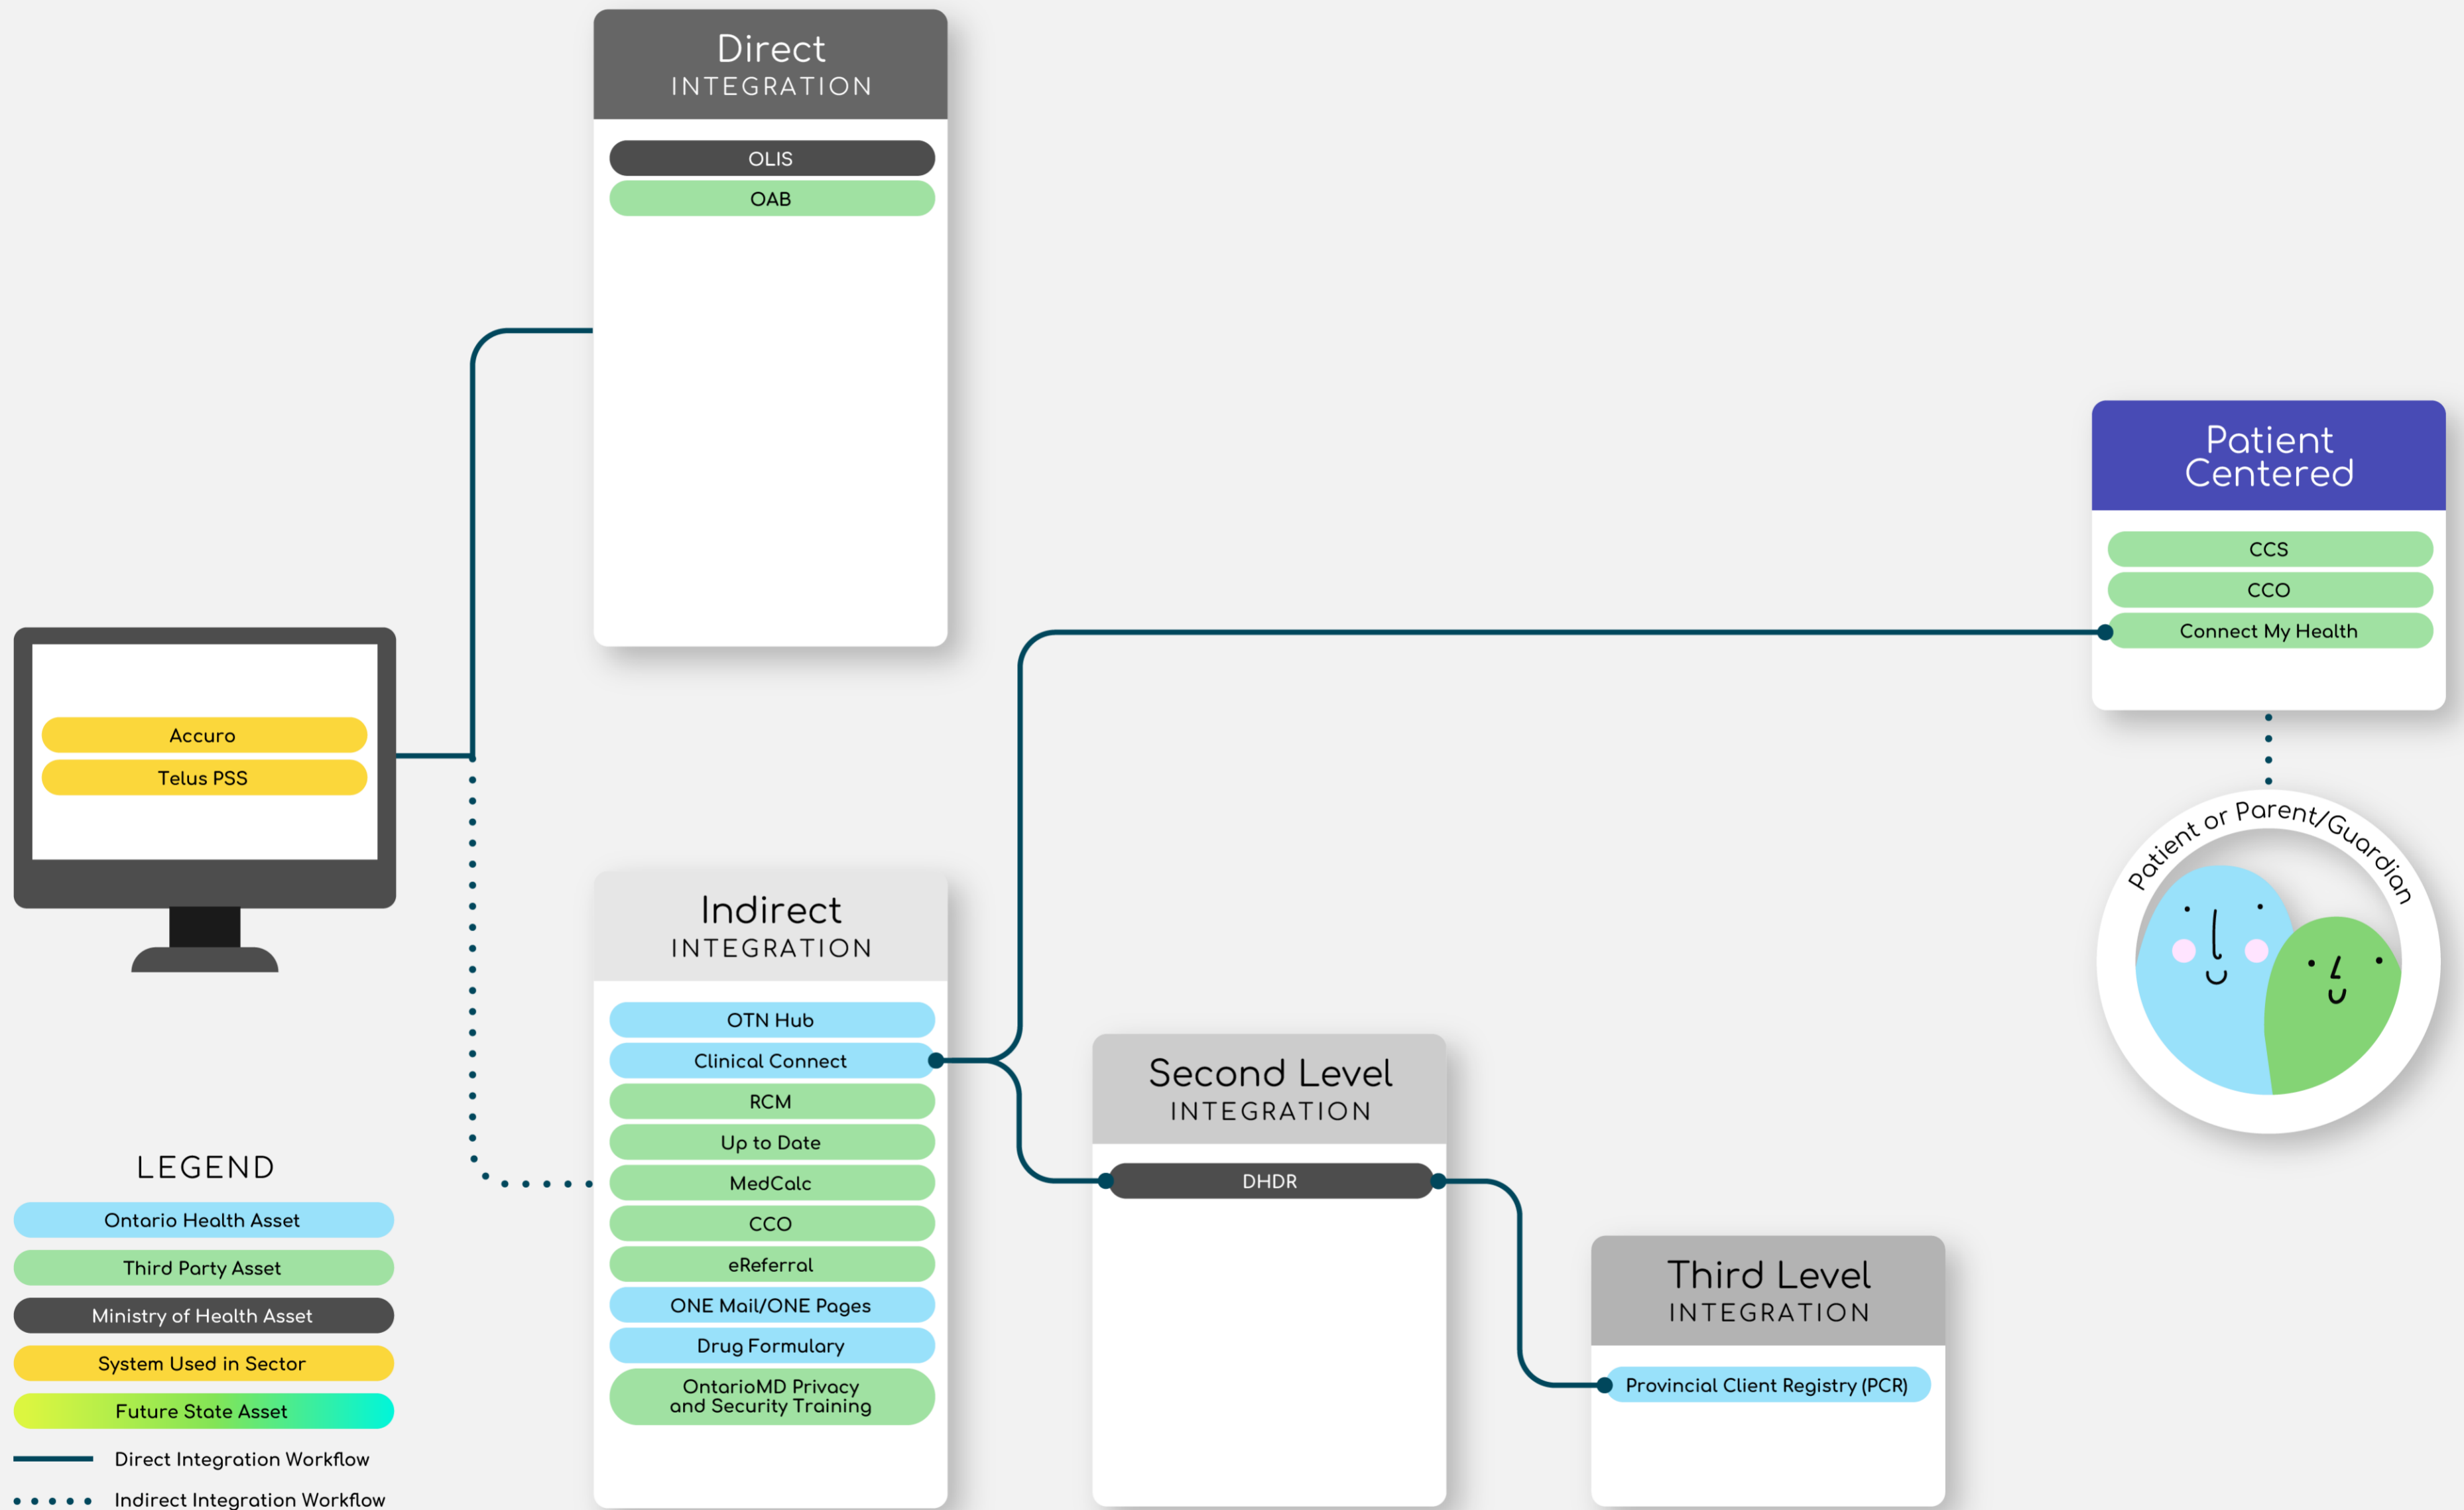 Direct
INTEGRATION
OLIS
OAB
Accuro
Telus PSS
Indirect
INTEGRATION
OTN Hub
Clinical Connect
RCM
Up to Date
MedCalc
CCO
eReferral
ONE Mail/ONE Pages
Drug Formulary
OntarioMD Privacy
and Security Training
Second Level
INTEGRATION
DHDR
Third Level
INTEGRATION
Provincial Client Registry (PCR)
Patient
Centered
CCS
CCO
Connect My Health
Patient or Parent/Guardian
LEGEND
Ontario Health Asset
Third Party Asset
Ministry of Health Asset
System Used in Sector
Future State Asset
Direct Integration Workflow
Indirect Integration Workflow